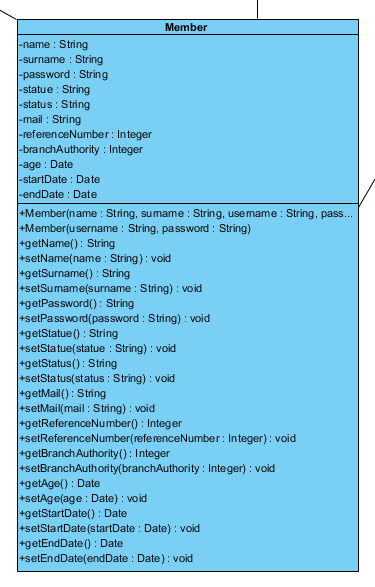 Member
-name : String
-surname : String
-password : String
-statue : String
-status : String
-mail : String
-referenceNumber : Integer
-branchAuthority : Integer
-age : Date
-startDate : Date
-endDate : Date
+Member(name : String, surname : String, username : String, pass...
+Member(username : String, password : String)
+getName() : String
+setName(name : String) : void
+getSurname() : String
+setSurname(surname : String) : void
+getPassword() : String
+setPassword(password : String) : void
+getStatue() : String
+setStatue(statue : String) : void
+getStatus() : String
+setStatus(status : String) : void
+getMail() : String
+setMail(mail : String) : void
+getReferenceNumber() : Integer
+setReferenceNumber(referenceNumber : Integer) : void
+getBranchAuthority() : Integer
+setBranchAuthority(branchAuthority : Integer) : void
+getAge() : Date
+setAge(age : Date) : void
+getStartDate() : Date
+setStartDate(startDate : Date) : void
+getEndDate() : Date
+setEndDate(endDate : Date) : void